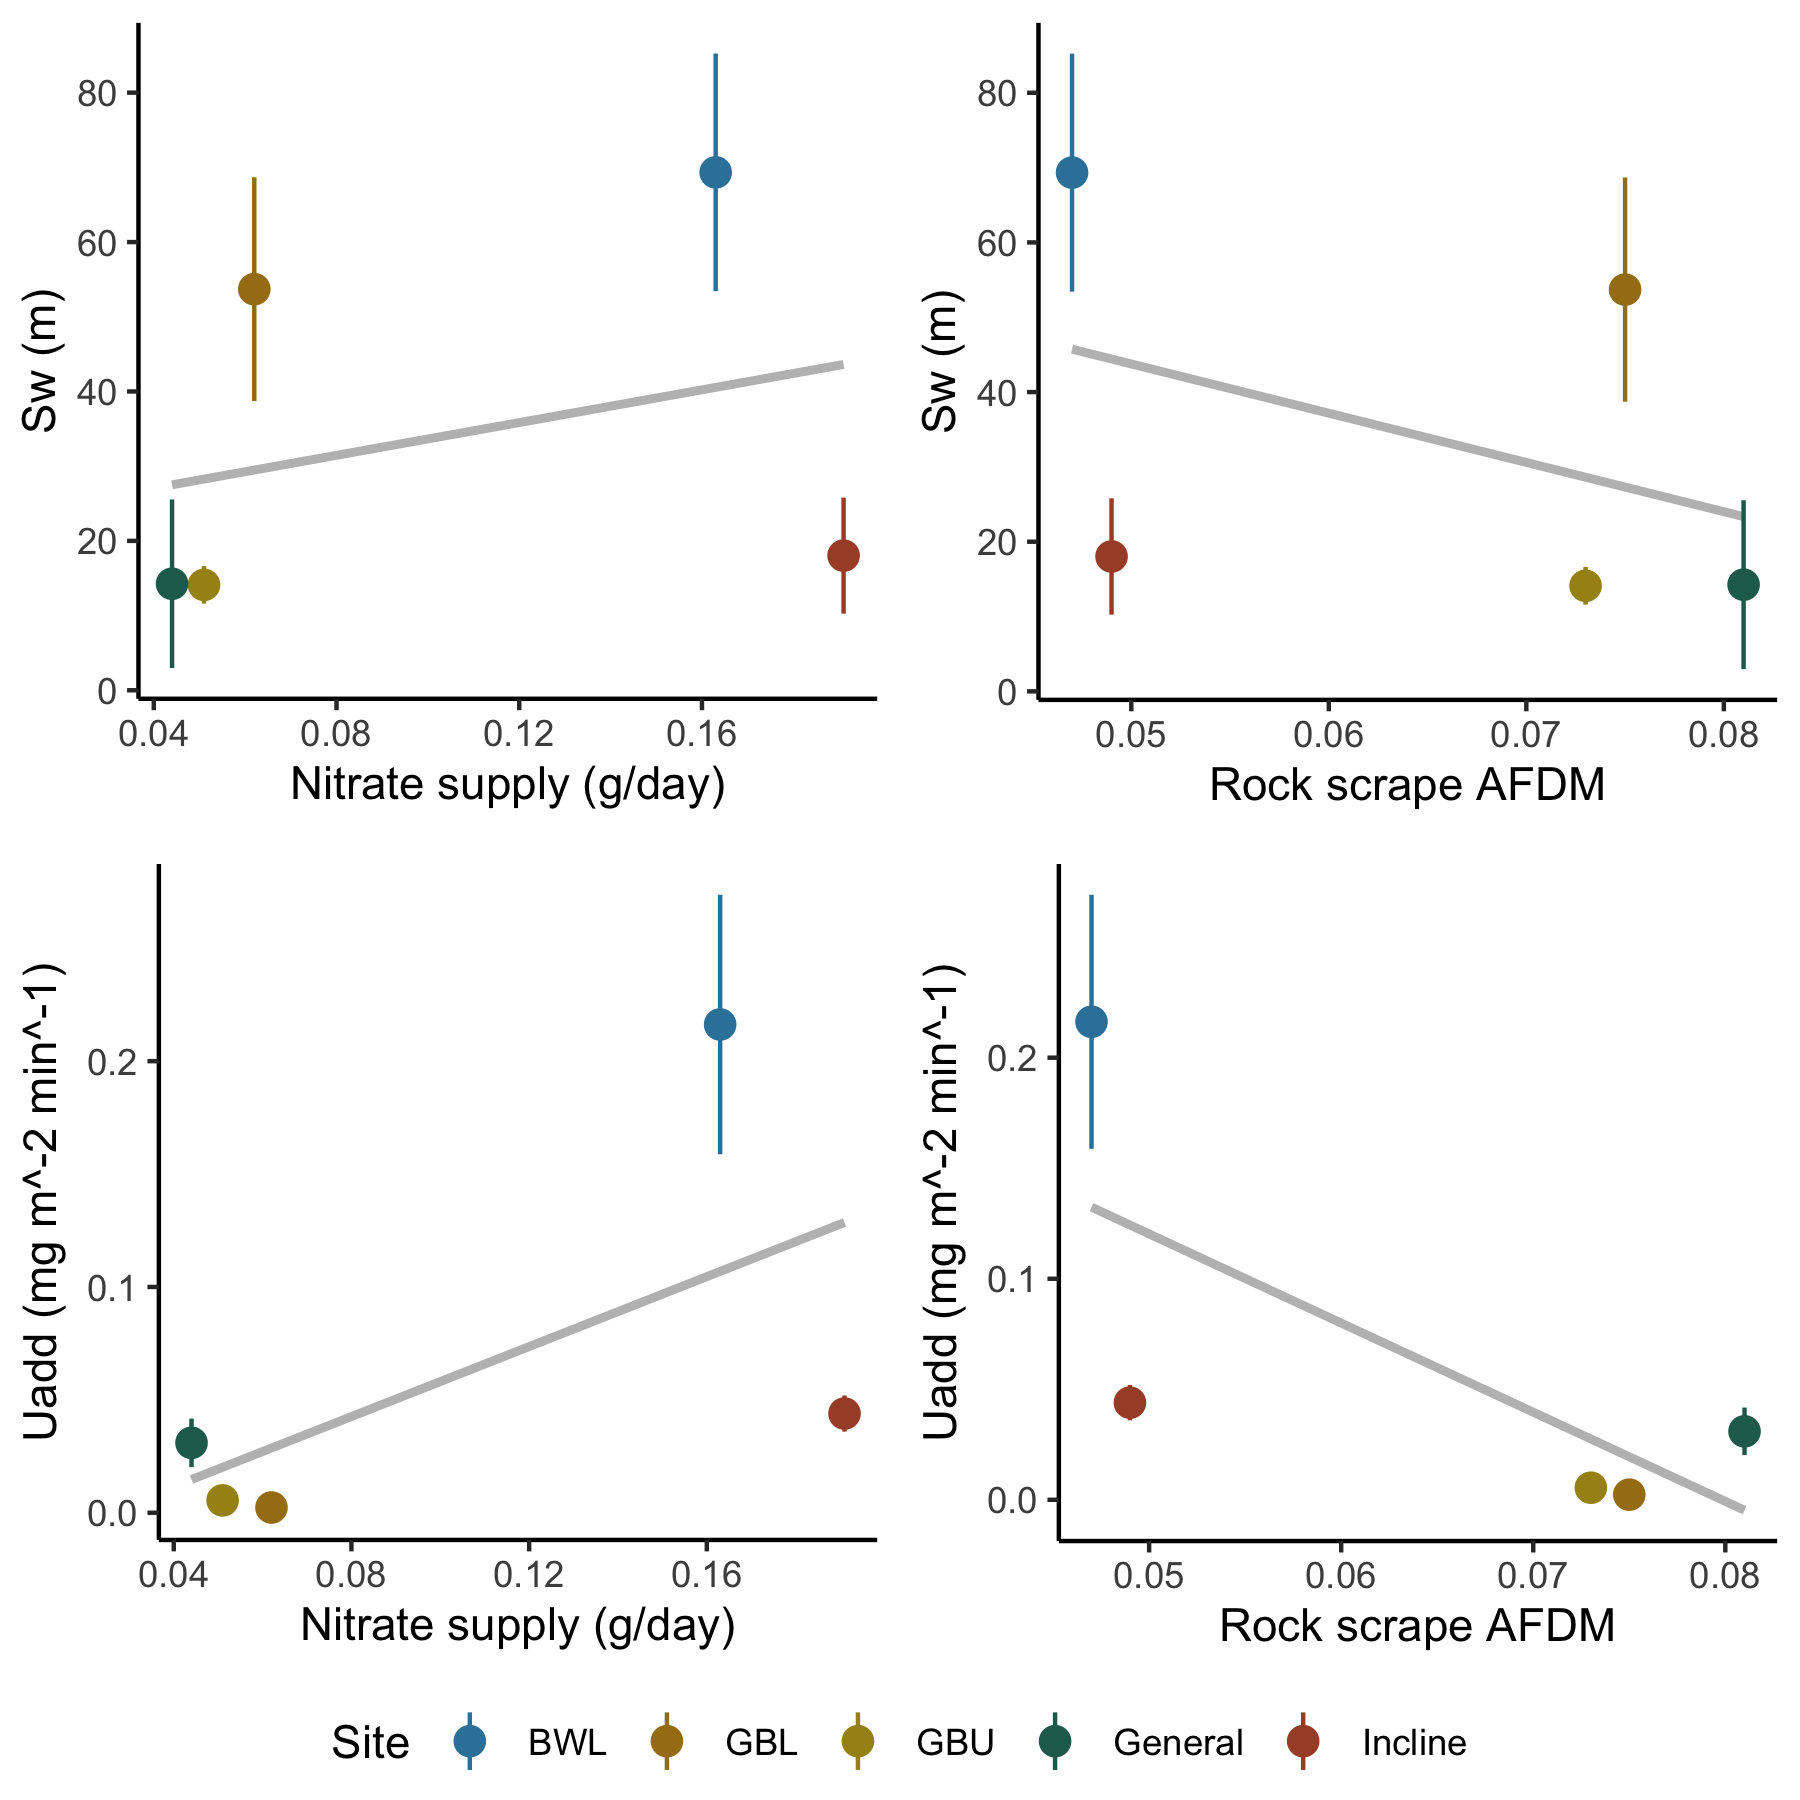 80
60
40
20
0
Sw (m)
0.04 0.08 0.12 0.16
Nitrate supply (g/day)
80
60
40
20
0
Sw (m)
0.05 0.06 0.07 0.08
Rock scrape AFDM
0.2
0.1
0.0
Uadd (mg m^-2 min^-1)
0.04 0.08 0.12 0.16
Nitrate supply (g/day)
0.2
0.1
0.0
Uadd (mg m^-2 min^-1)
0.05 0.06 0.07 0.08
Rock scrape AFDM
Site BWL GBL GBU General Incline